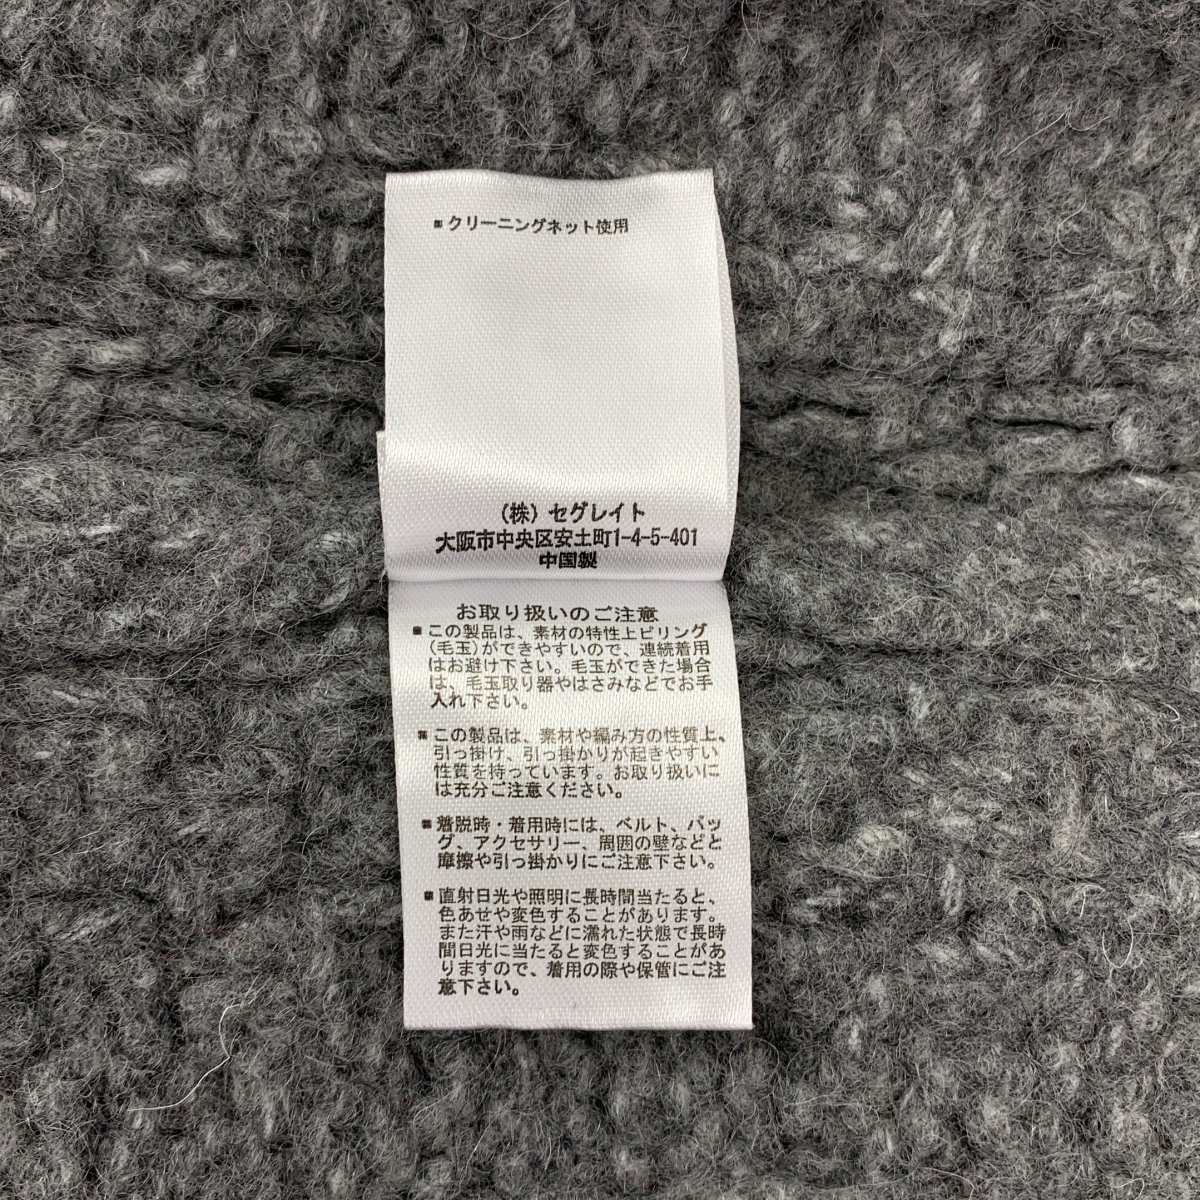 ■クリーニングネット使用
(株) セグレイト
大阪市中央区安土町1-4-5-401
中国製
お取り扱いのご注意
■この製品は、素材の特性上ピリング
(毛玉)ができやすいので、連続着用
はお避け下さい。毛玉ができた場合
は、毛玉取り器やはさみなどでお手
入れ下さい。
■この製品は、素材や編み方の性質上、
引っ掛け、引っ掛かりが起きやすい
性質を持っています。お取り扱いに
は充分ご注意ください。
■着脱時・着用時には、ベルト、バッ
グ、アクセサリー、周囲の壁などと
摩擦や引っ掛かりにご注意下さい。
■直射日光や照明に長時間当たると、
色あせや変色することがあります。
また汗や雨などに濡れた状態で長時
間日光に当たると変色することがあ
りますので、着用の際や保管にご注
意下さい。